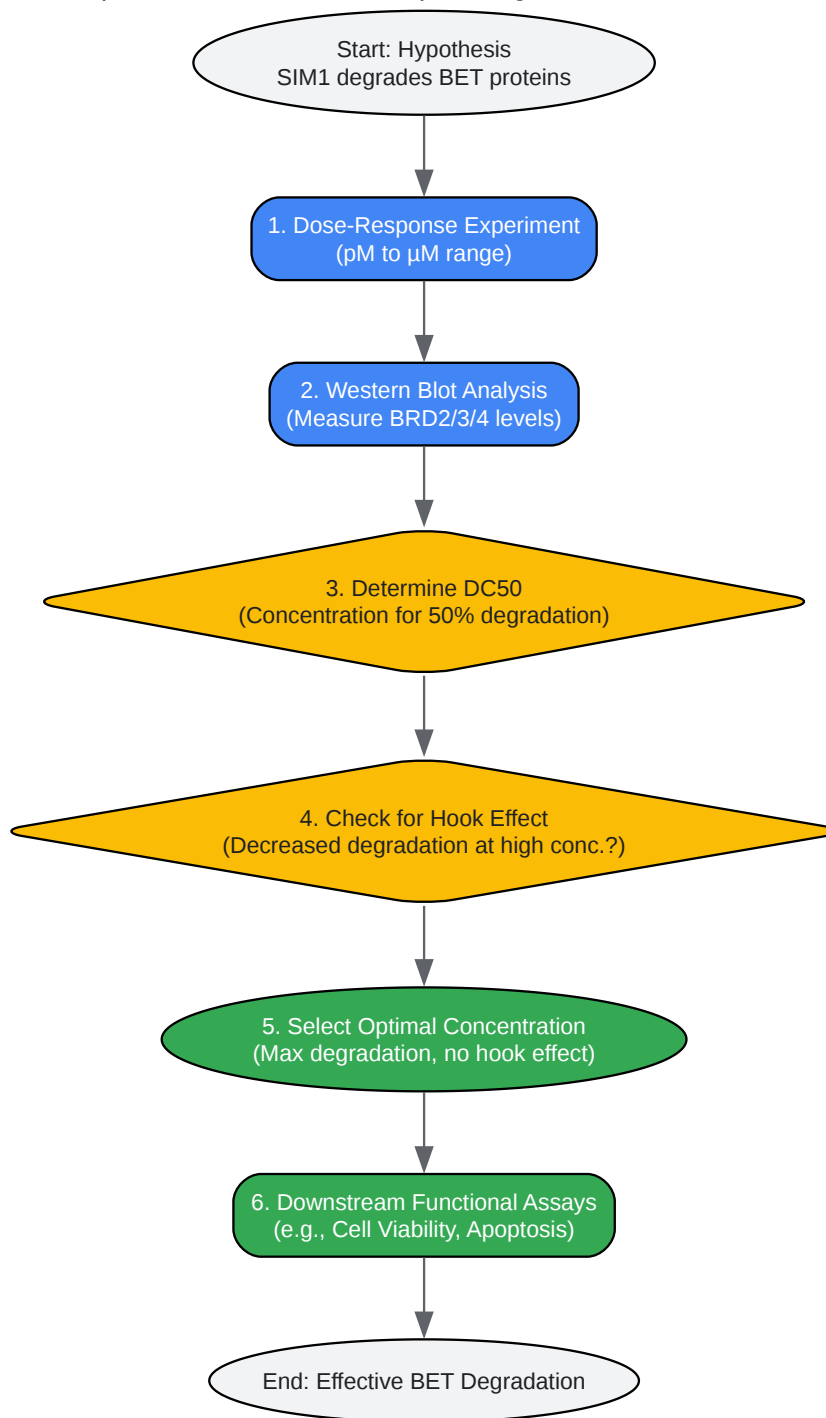 Start: Hypothesis
SIM1 degrades BET proteins
1. Dose-Response Experiment
(pM to µM range)
2. Western Blot Analysis
(Measure BRD2/3/4 levels)
3. Determine DC50
(Concentration for 50% degradation)
4. Check for Hook Effect
(Decreased degradation at high conc.?)
5. Select Optimal Concentration
(Max degradation, no hook effect)
6. Downstream Functional Assays
(e.g., Cell Viability, Apoptosis)
End: Effective BET Degradation